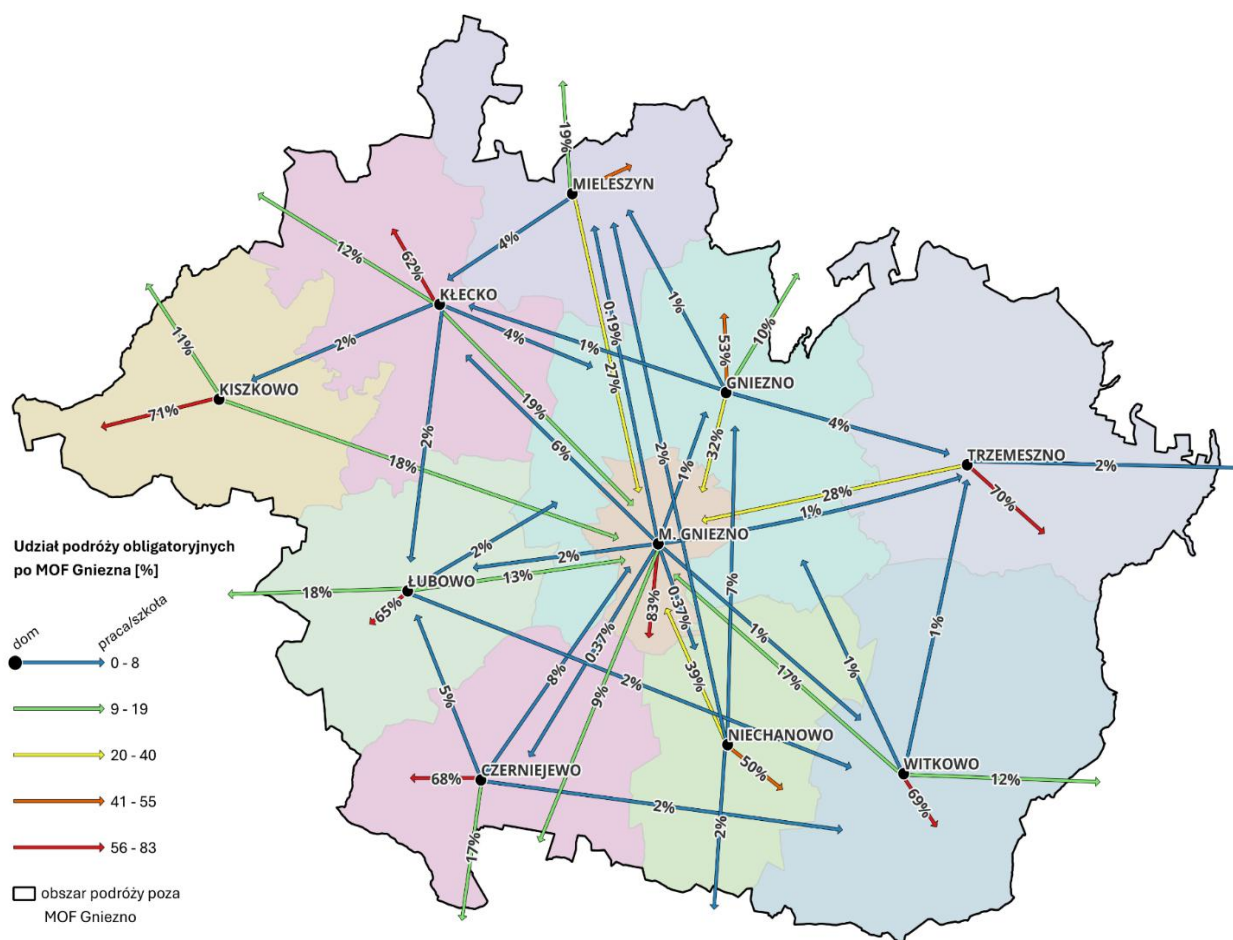 19%
MIELESZYN
12%
62%
4%
KŁECKO
0.19%
1%
10%
11%
2%
4%
1%
53%
27%
GNIEZNO
KISZKOWO
71%
19%
32%
4%
2%
6%
2%
1%
TRZEMESZNO
2%
18%
28%
70%
1%
Udział podróży obligatoryjnych
po MOF Gniezna [%]
M. GNIEZNO
2%
2%
ŁUBOWO
13%
7%
18%
65%
83%
0.37%
dom
praca/szkoła
0 - 8
0.37%
1%
1%
1%
8%
39%
17%
2%
9 - 19
5%
9%
20 - 40
NIECHANOWO
WITKOWO
CZERNIEJEWO
68%
50%
12%
69%
41 - 55
2%
2%
17%
56 - 83
obszar podróży poza
MOF Gniezno